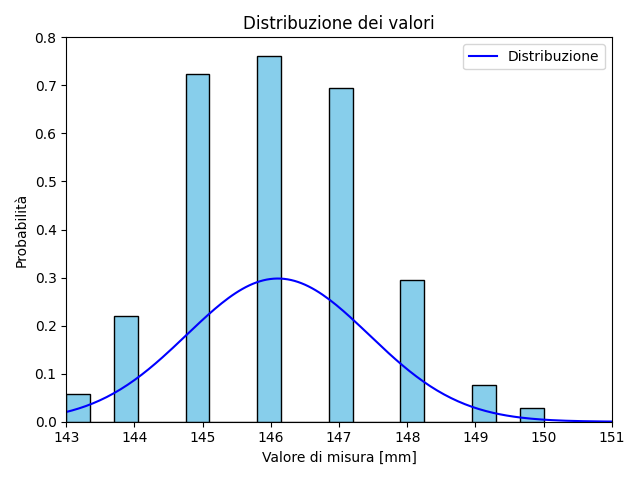 Distribuzione dei valori
Distribuzione
Probabilità
0.8
0.7
0.6
0.5
0.4
0.3
0.2
0.1
0.0
143 144 145 146 147 148 149 150 151
Valore di misura [mm]